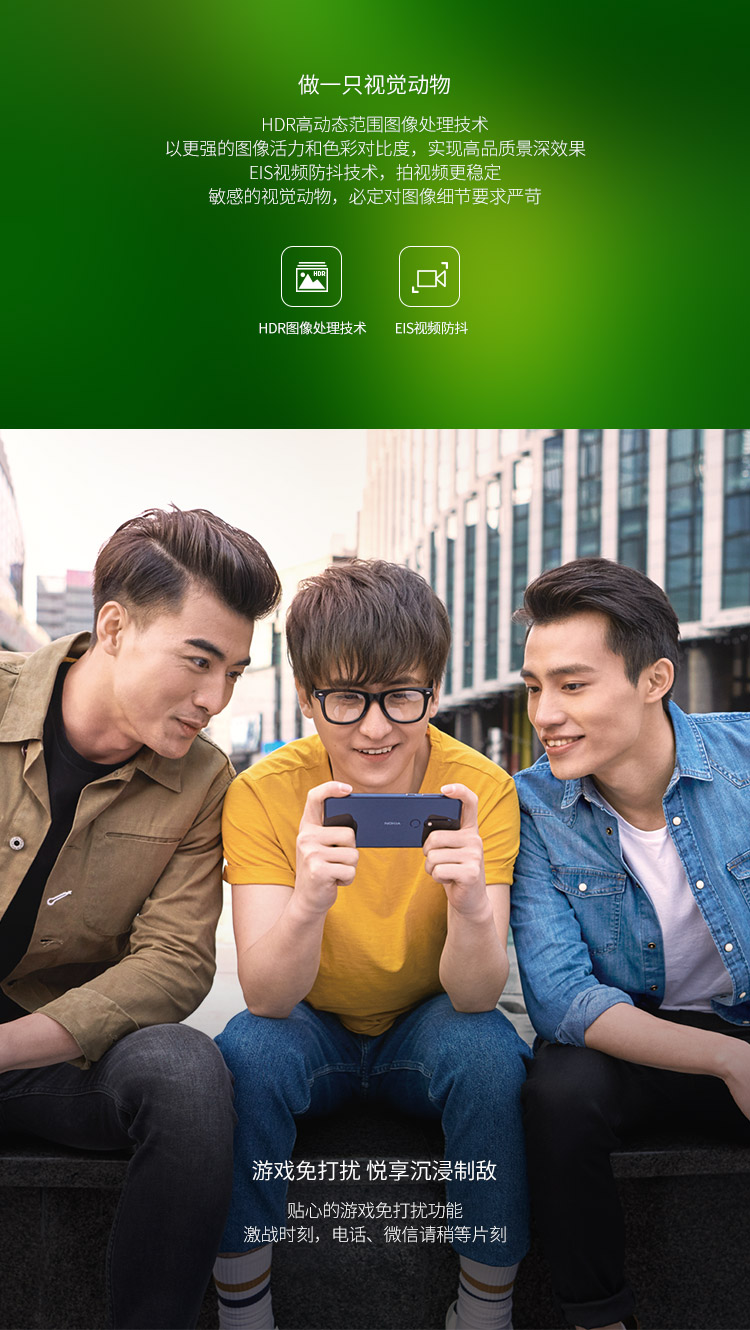 做一只视觉动物
HDR高动态范围图像处理技术
以更强的图像活力和色彩对比度，实现高品质景深效果
EIS视频防抖技术，拍视频更稳定
敏感的视觉动物，必定对图像细节要求严苛
HDR
HDR图像处理技术 EIS视频防抖
NOKIA
游戏免打扰 悦享沉浸制敌
贴心的游戏免打扰功能
激战时刻，电话、微信请稍等片刻